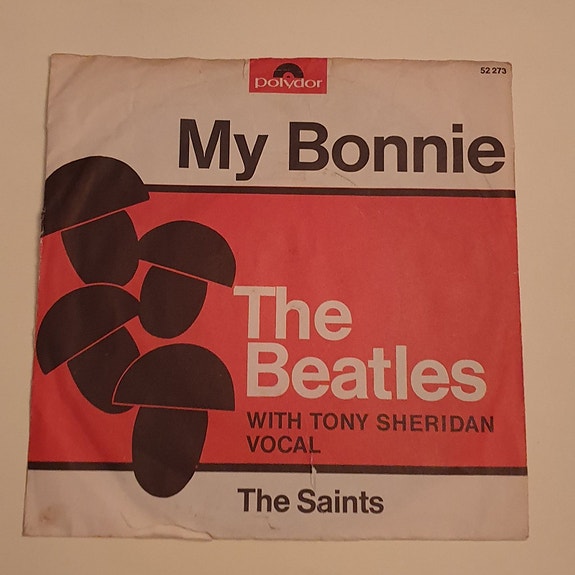 polydor
52 273
My Bonnie
The
Beatles
WITH TONY SHERIDAN
VOCAL
The Saints